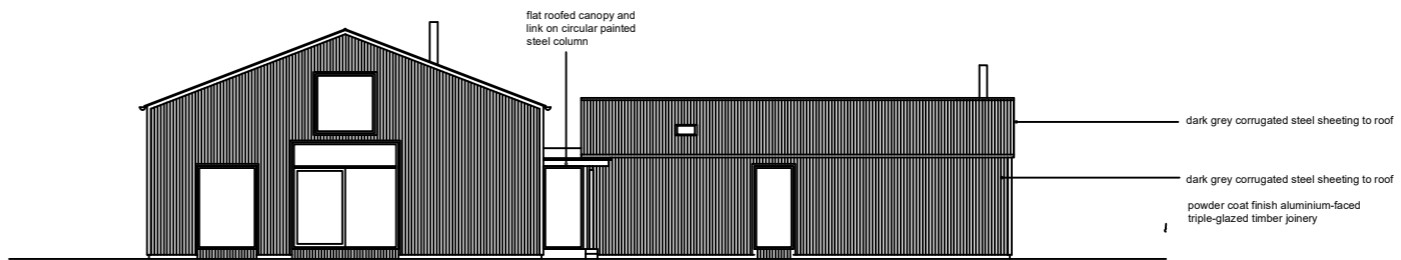 flat roofed canopy and
link on circular painted
steel column
dark grey corrugated steel sheeting to roof
dark grey corrugated steel sheeting to roof
powder coat finish aluminium-faced
triple-glazed timber joinery